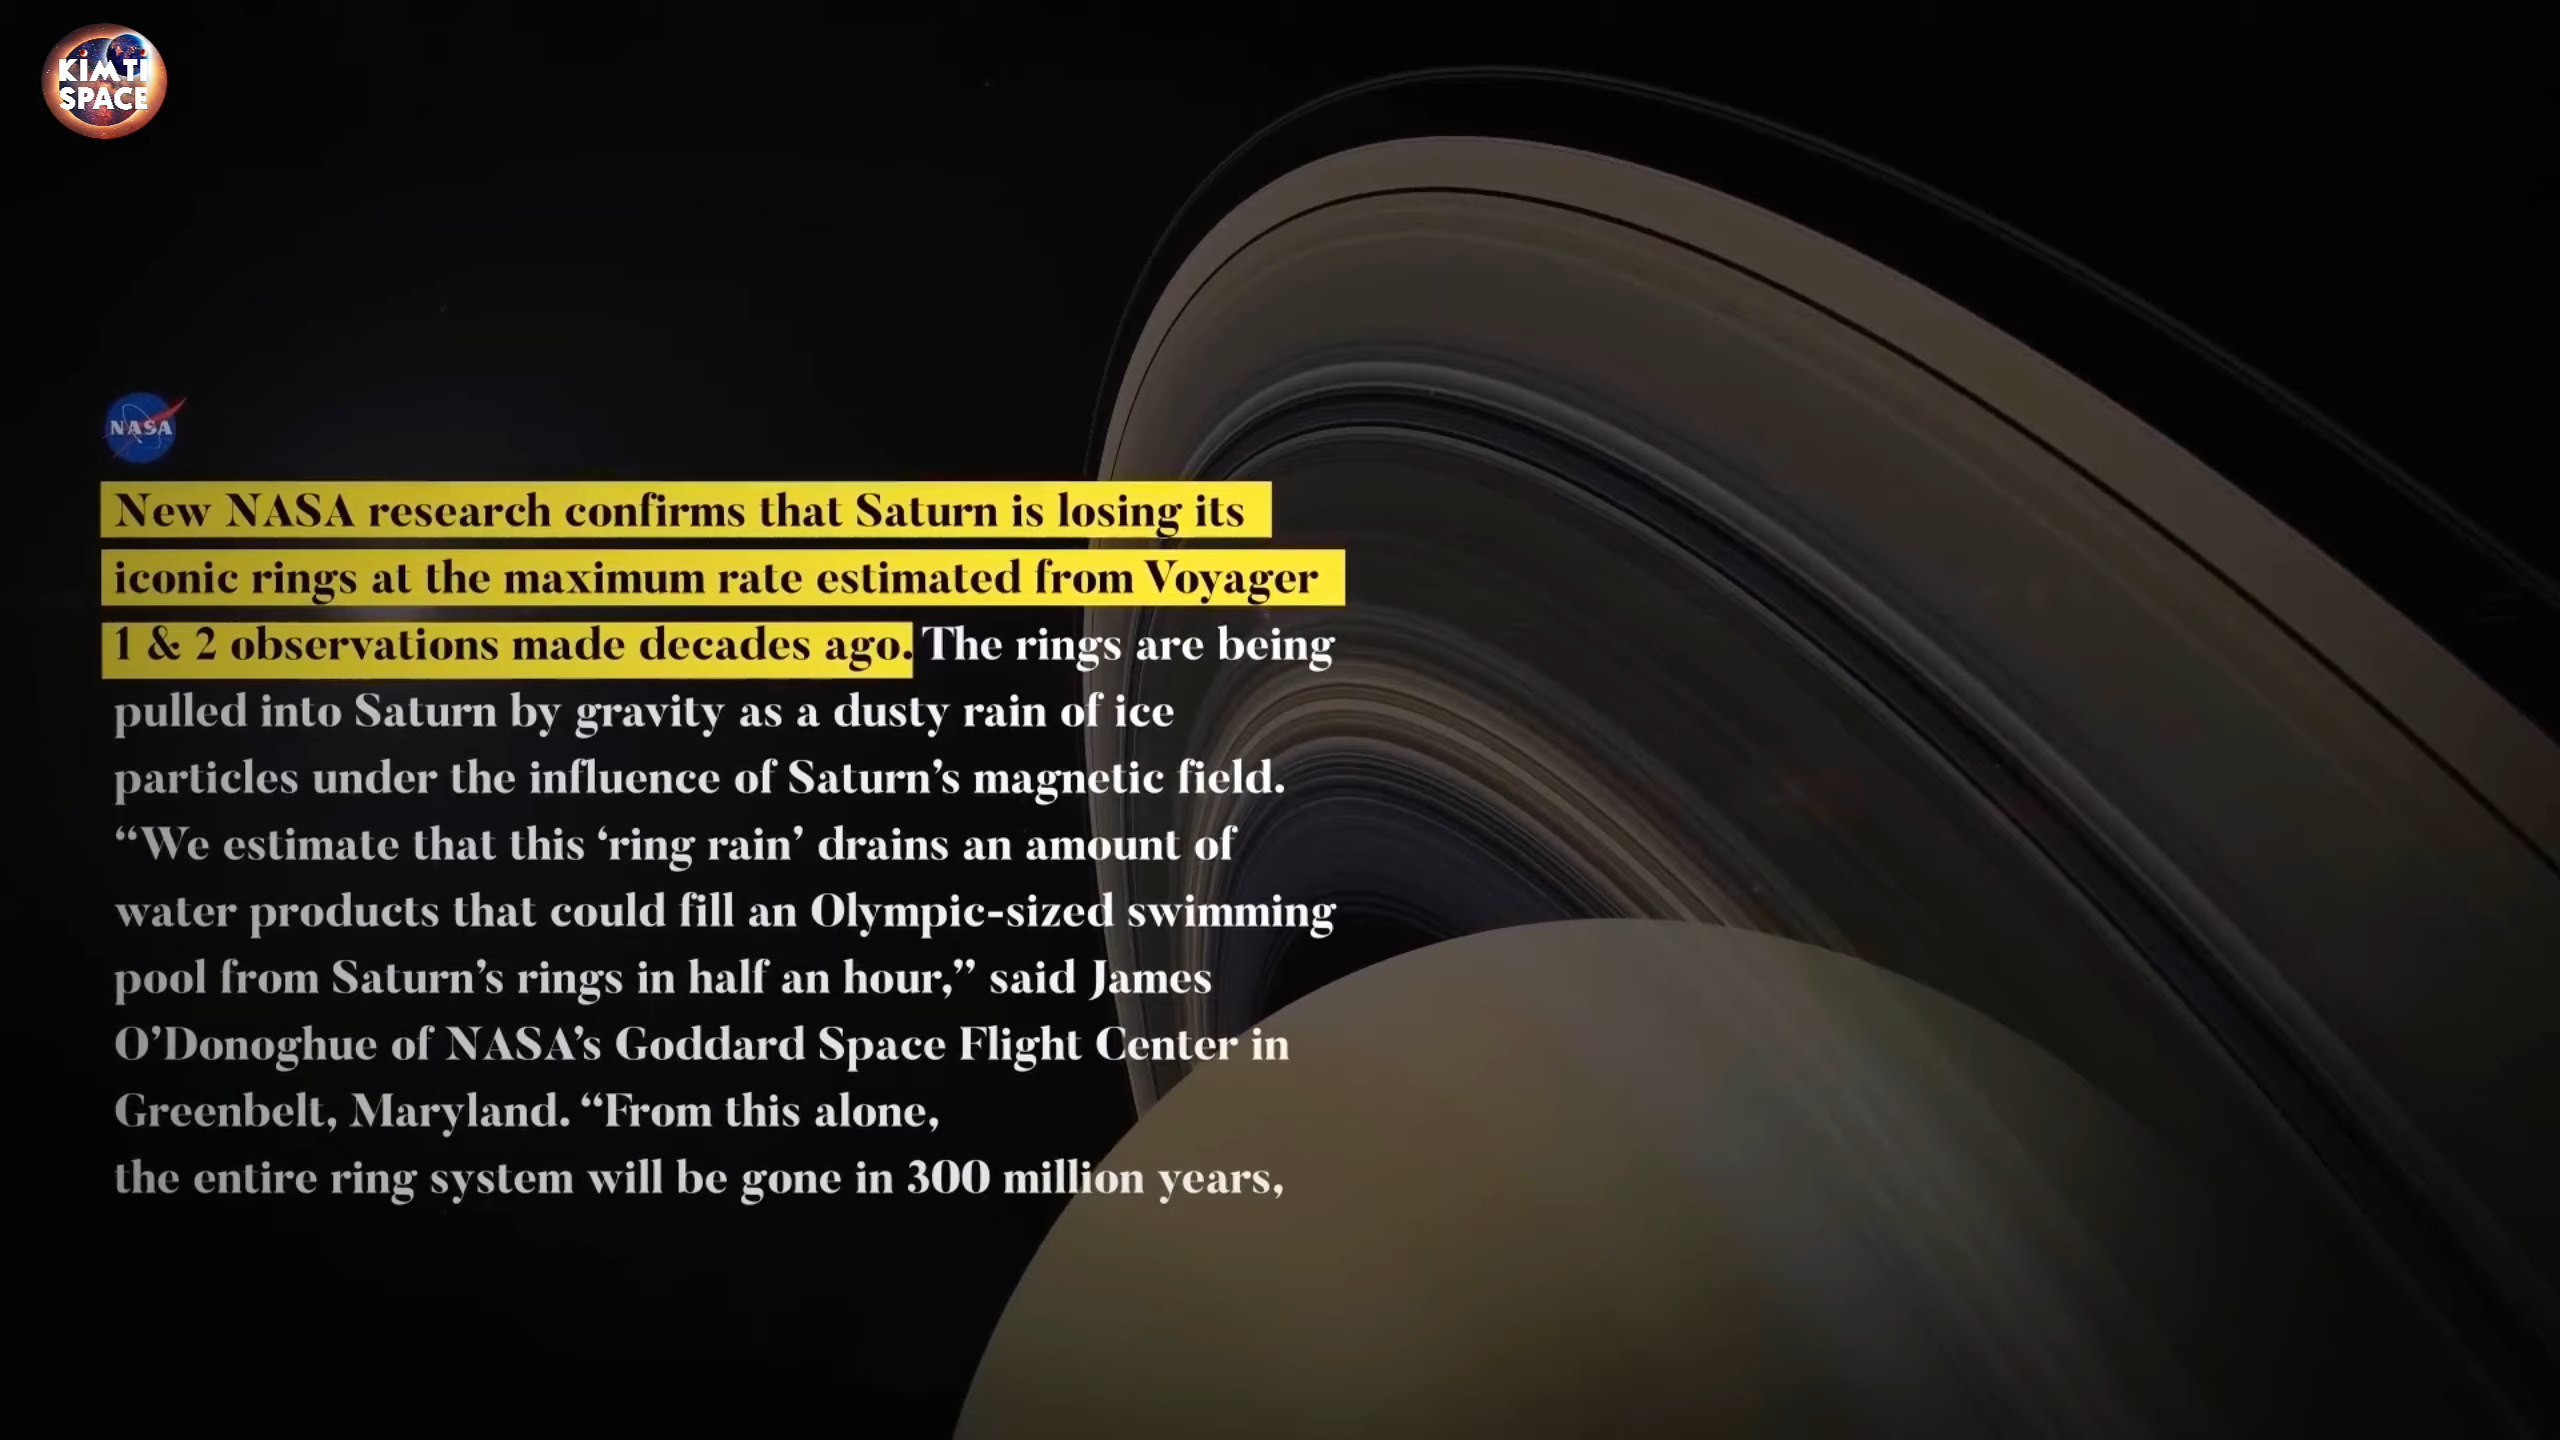 KIMTI
SPACE
NASA
New NASA research confirms that Saturn is losing its
iconic rings at the maximum rate estimated from Voyager
1 & 2 observations made decades ago. The rings are being
pulled into Saturn by gravity as a dusty rain of ice
particles under the influence of Saturn’s magnetic field.
“We estimate that this ‘ring rain’ drains an amount of
water products that could fill an Olympic-sized swimming
pool from Saturn’s rings in half an hour,” said James
O’Donoghue of NASA’s Goddard Space Flight Center in
Greenbelt, Maryland. “From this alone,
the entire ring system will be gone in 300 million years,